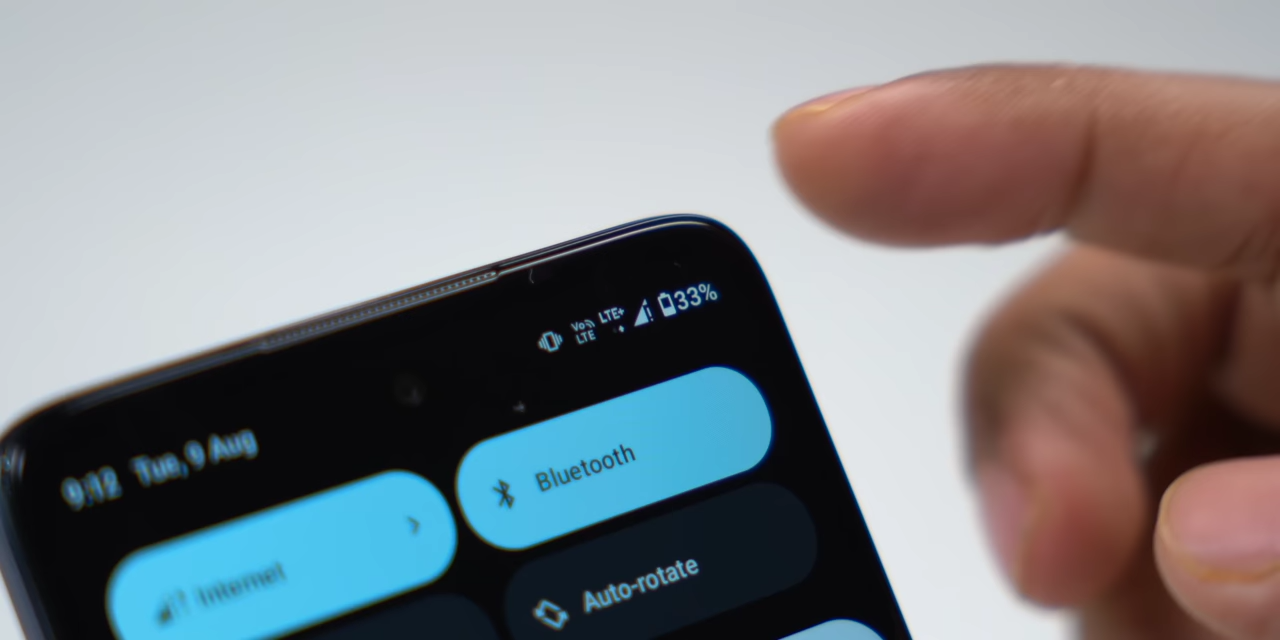 Vo LTE LTE+ 33%
9:12 Tue, 9 Aug
Internet
Bluetooth
Auto-rotate